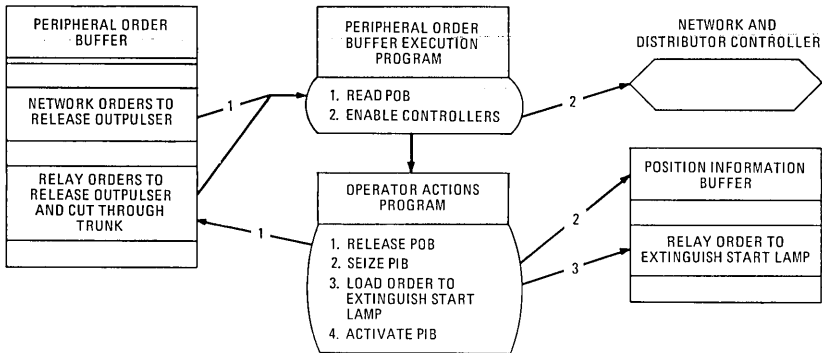 PERIPHERAL ORDER
BUFFER
NETWORK ORDERS TO
RELEASE OUTPULSER
RELAY ORDERS TO
RELEASE OUTPULSER
AND CUT THROUGH
TRUNK
1
1
PERIPHERAL ORDER
BUFFER EXECUTION
PROGRAM
1. READ POB
2. ENABLE CONTROLLERS
OPERATOR ACTIONS
PROGRAM
1. RELEASE POB
2. SEIZE PIB
3. LOAD ORDER TO
EXTINGUISH START
LAMP
4. ACTIVATE PIB
2
2
3
NETWORK AND
DISTRIBUTOR CONTROLLER
POSITION INFORMATION
BUFFER
RELAY ORDER TO
EXTINGUISH START LAMP